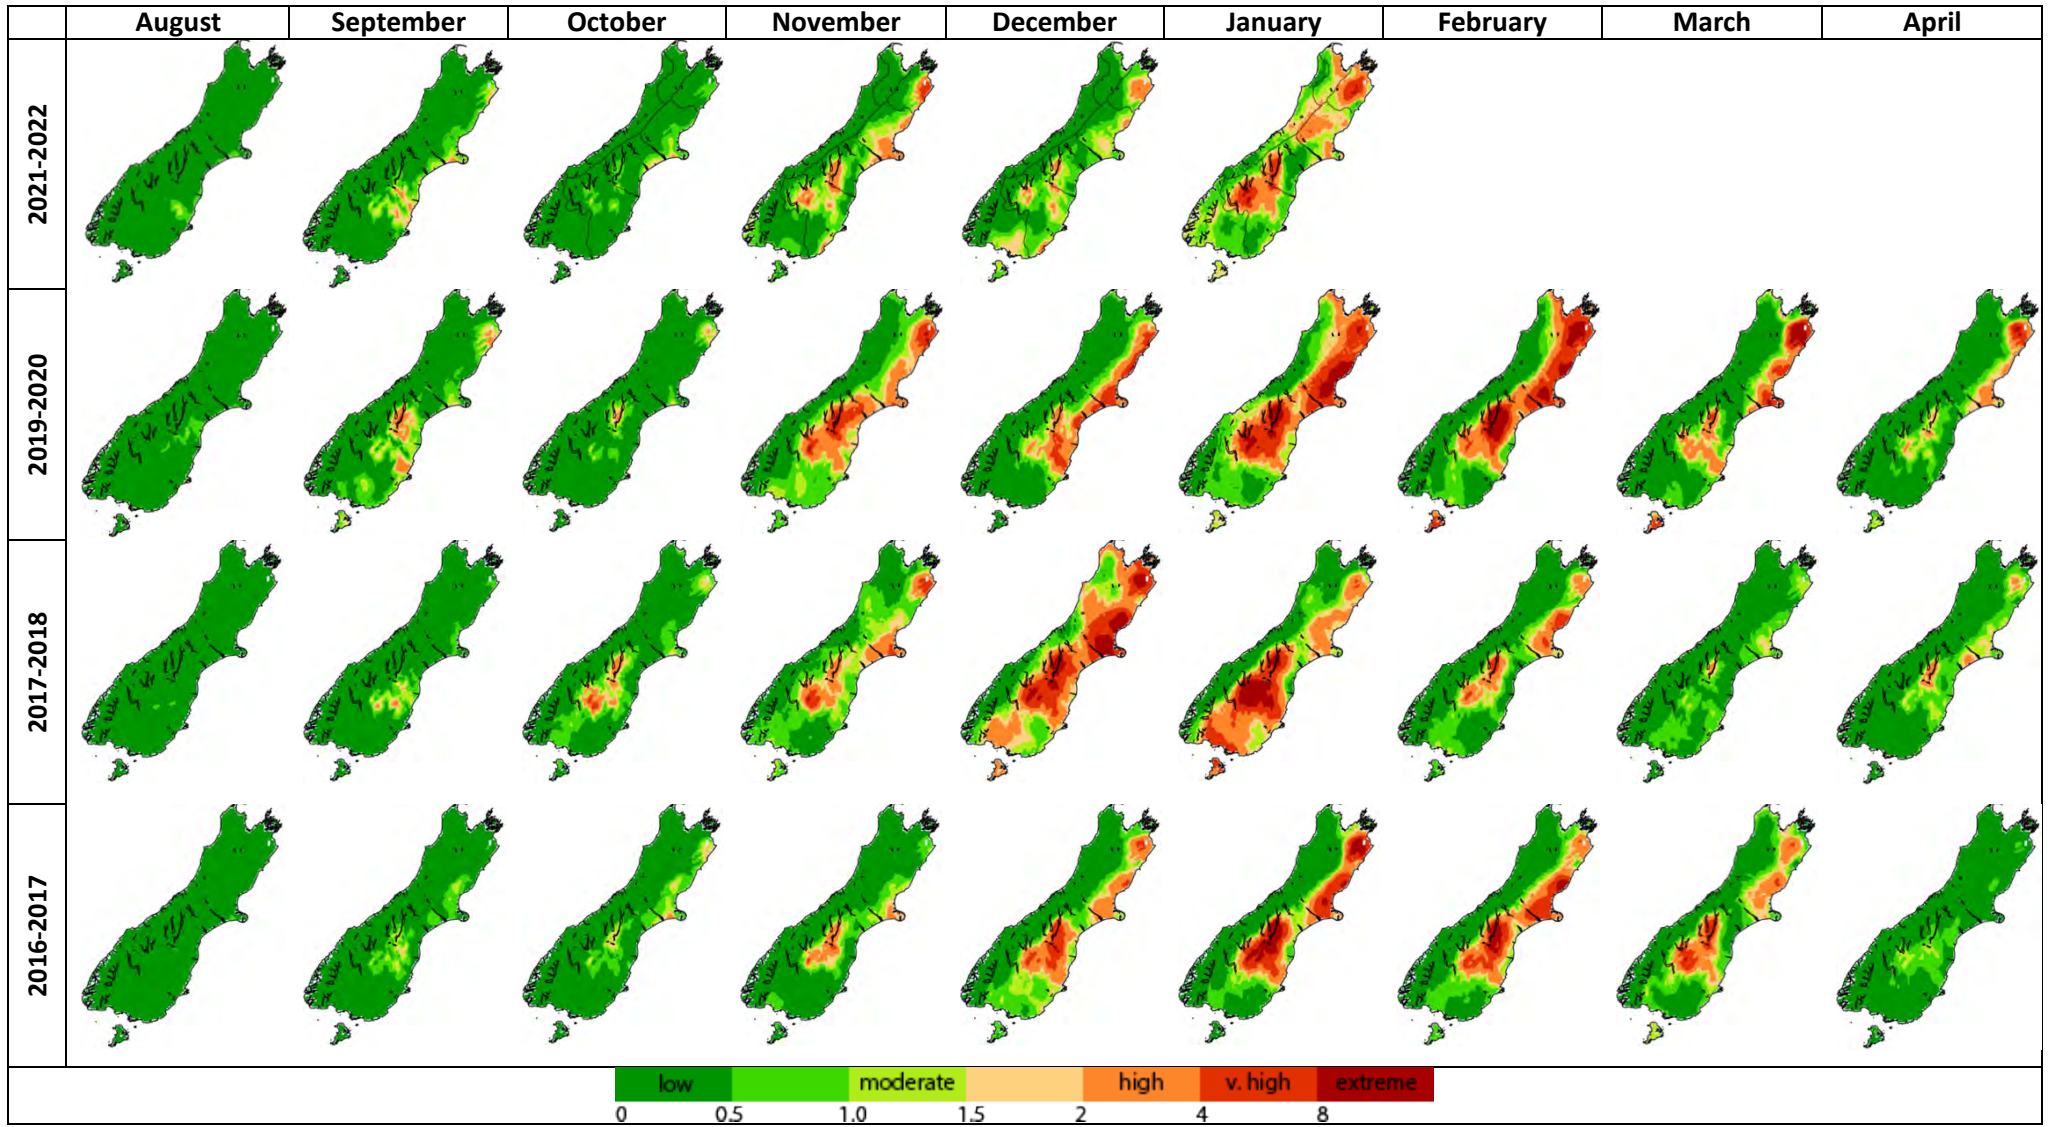 August September October November December January February March April
2021-2022
2019-2020
2017-2018
2016-2017
low moderate high v. high extreme
0 0.5 1.0 1.5 2 4 8